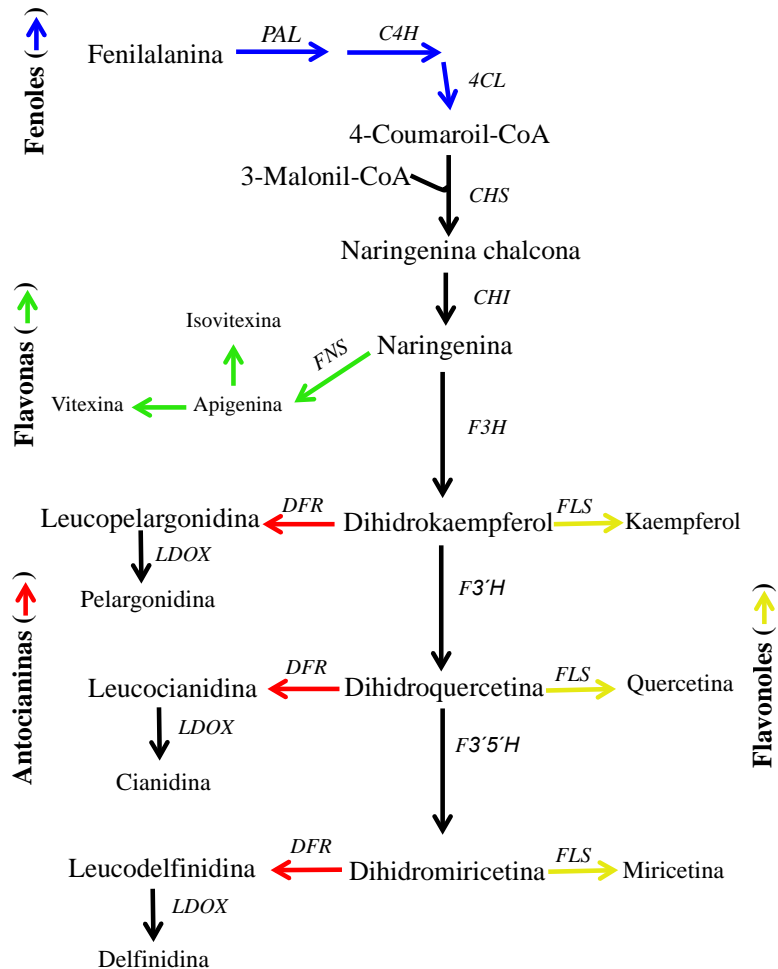 Fenoles (→)
Fenilalanina
PAL
C4H
4CL
4-Coumaroil-CoA
3-Malonil-CoA
CHS
Naringenina chalcona
CHI
Flavonas (→)
Isovitexina
FNS
Naringenina
Vitexina
Apigenina
F3H
Leucopelargonidina
DFR
Dihidrokaempferol
FLS
Kaempferol
LDOX
Pelargonidina
F3´H
Antocianinas (→)
Flavonoles (→)
Leucocianidina
DFR
Dihidroquercetina
FLS
Quercetina
LDOX
Cianidina
F3´5´H
Leucodelfinidina
DFR
Dihidromiricetina
FLS
Miricetina
LDOX
Delfinidina